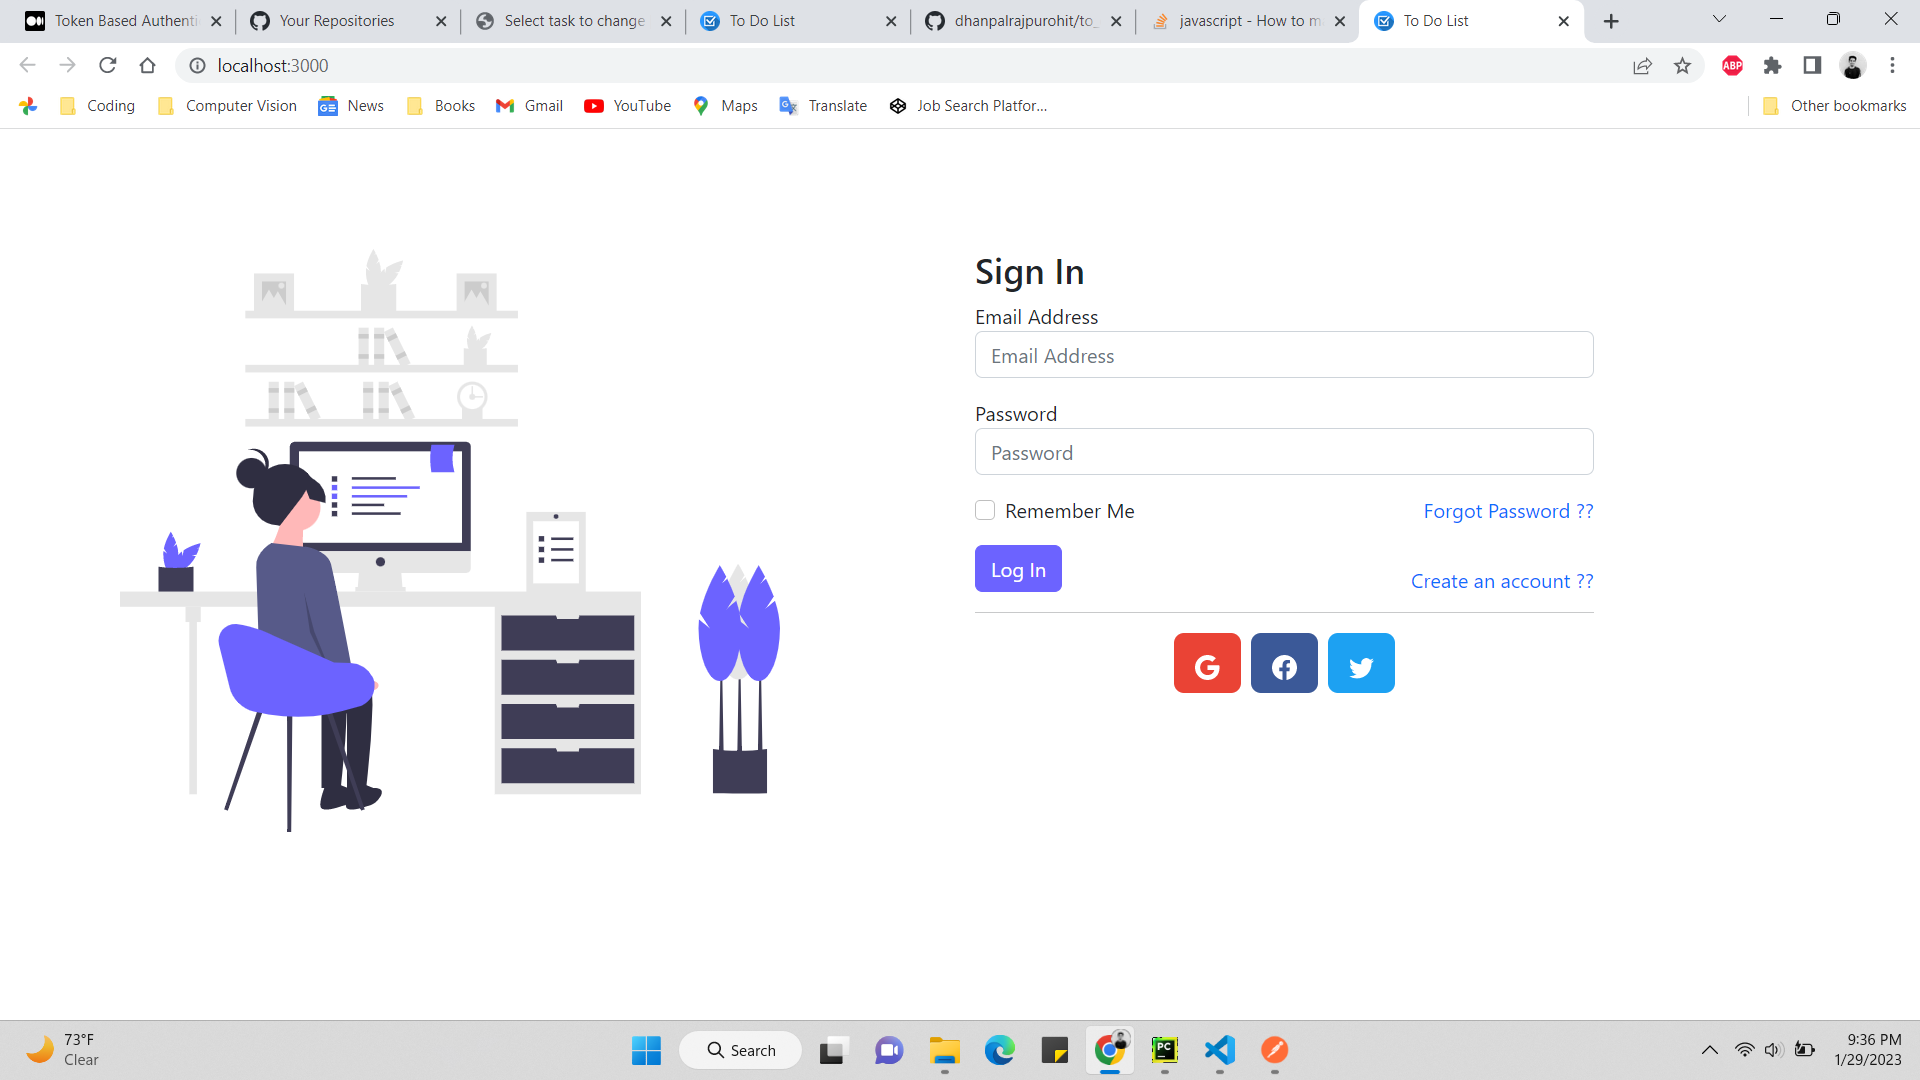 Token Based Authenti
Your Repositories
Select task to change
To Do List
dhanpalrajpurohit/to_
javascript - How to m
To Do List
localhost:3000
ABP
Coding
Computer Vision
News
Books
Gmail
YouTube
Maps
Translate
Job Search Platfor...
Other bookmarks
Sign In
Email Address
Email Address
Password
Password
Remember Me
Forgot Password ??
Log In
Create an account ??
73°F
Clear
Search
PC
9:36 PM
1/29/2023